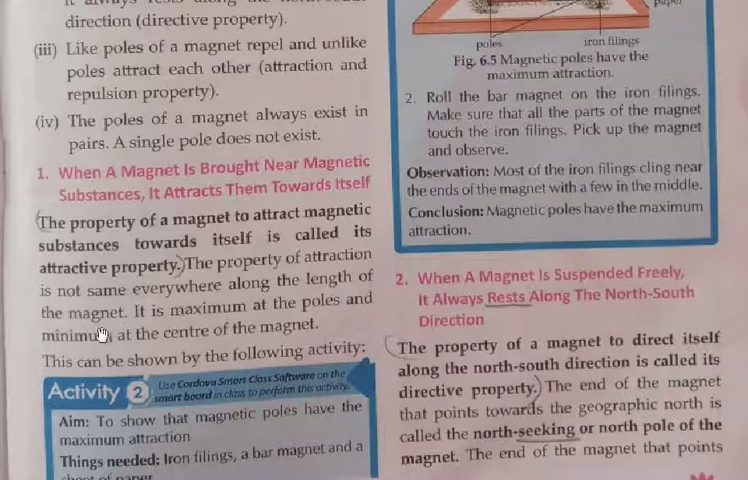 direction (directive property).
(iii) Like poles of a magnet repel and unlike
poles attract each other (attraction and
repulsion property).
(iv) The poles of a magnet always exist in
pairs. A single pole does not exist.
1. When A Magnet Is Brought Near Magnetic
Substances, It Attracts Them Towards Itself
The property of a magnet to attract magnetic
substances towards itself is called its
attractive property. The property of attraction
is not same everywhere along the length of
the magnet. It is maximum at the poles and
minimum at the centre of the magnet.
This can be shown by the following activity:
Activity 2
Use Cordova Smart Class Software on the
smart board in class to perform this activity.
Aim: To show that magnetic poles have the
maximum attraction
Things needed: Iron filings, a bar magnet and a
sheet of paper
paper
poles iron filings
Fig. 6.5 Magnetic poles have the
maximum attraction.
2. Roll the bar magnet on the iron filings.
Make sure that all the parts of the magnet
touch the iron filings. Pick up the magnet
and observe.
Observation: Most of the iron filings cling near
the ends of the magnet with a few in the middle.
Conclusion: Magnetic poles have the maximum
attraction.
2. When A Magnet Is Suspended Freely,
It Always Rests Along The North-South
Direction
The property of a magnet to direct itself
along the north-south direction is called its
directive property. The end of the magnet
that points towards the geographic north is
called the north-seeking or north pole of the
magnet. The end of the magnet that points